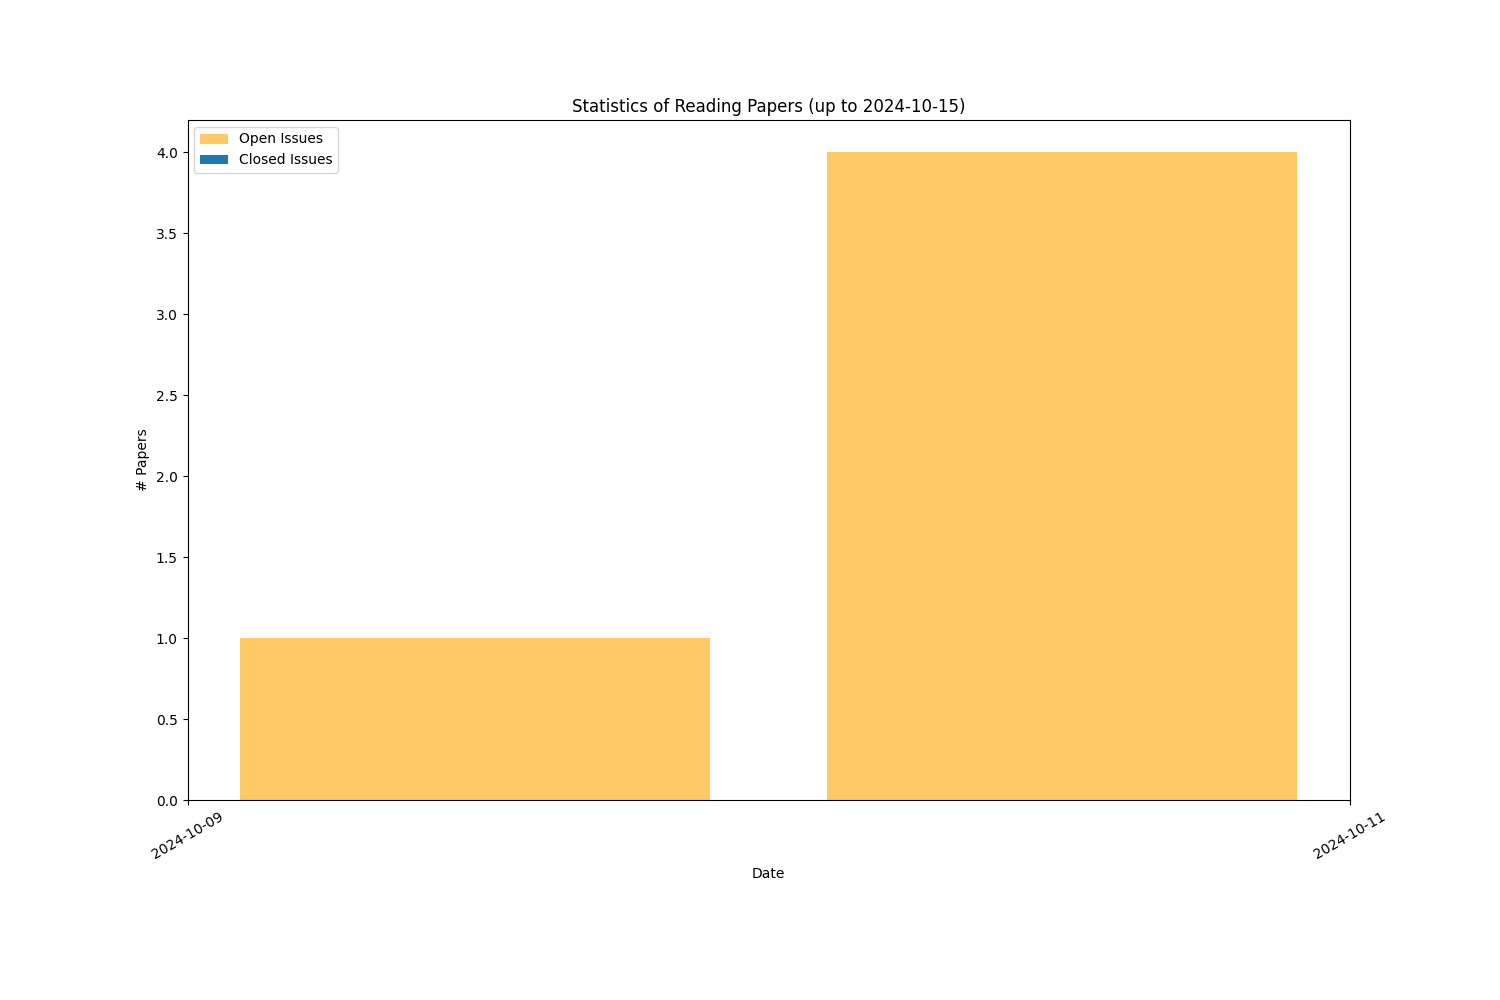 Statistics of Reading Papers (up to 2024-10-15)
Open Issues
Closed Issues
4.0
3.5
3.0
2.5
2.0
1.5
1.0
0.5
0.0
# Papers
2024-10-09
2024-10-11
Date